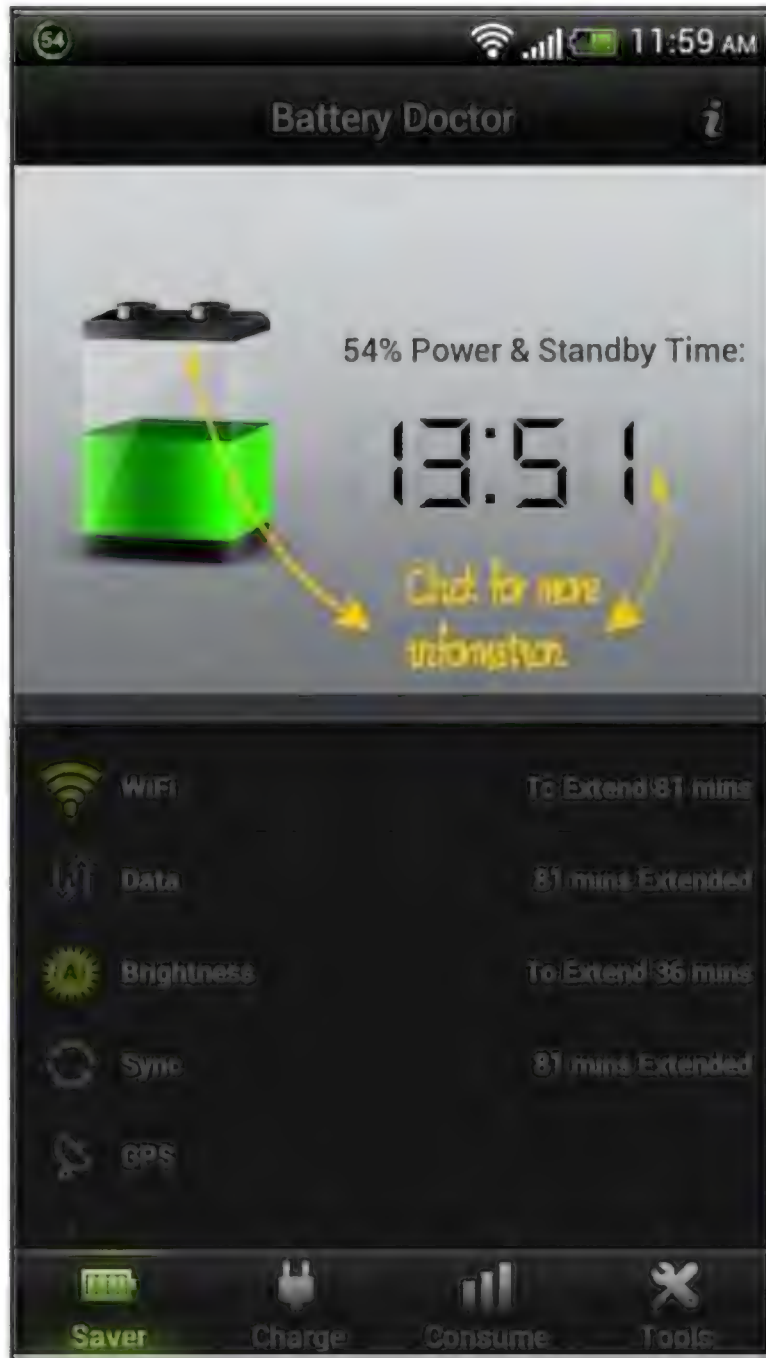 54 11:59 AM
Battery Doctor i
54% Power & Standby Time:
13:51
Click for more
information.
WiFi To Extend 81 mins
Data 81 mins Extended
A Brightness To Extend 36 mins
Sync 81 mins Extended
GPS
Saver Charge Consume Tools